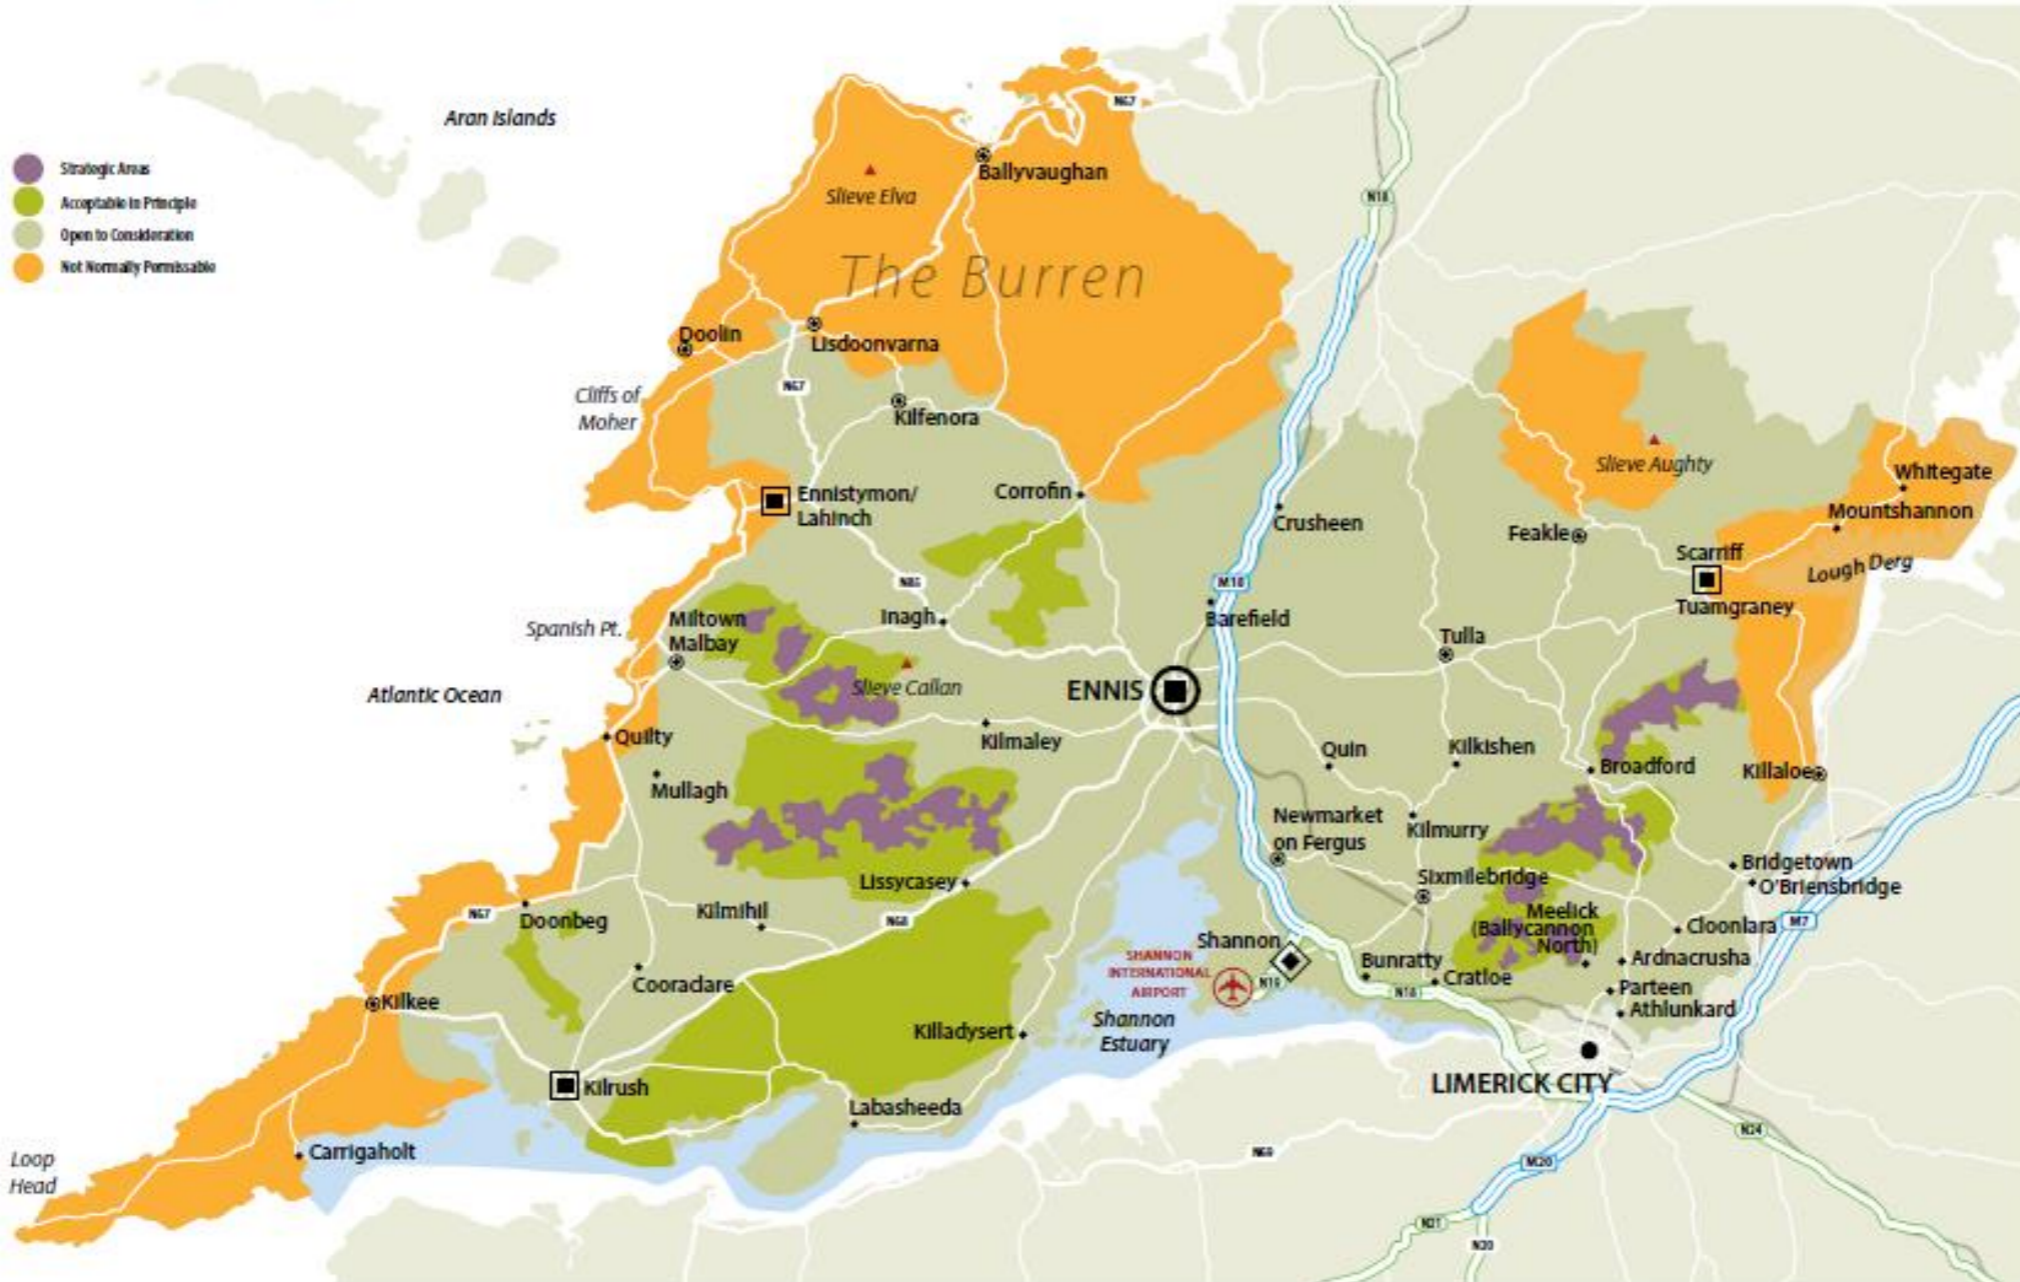 Aran Islands
Strategic Areas
Acceptable in Principle
Open to Consideration
Not Normally Permissable
N67
Ballyvaughan
Slieve Elva
N18
The Burren
Doolin
Lisdoonvarna
Cliffs of
Moher
N67
Kilfenora
Slieve Aughty
Whitegate
Ennistymon/
Lahinch
Corrofin
Crusheen
Mountshannon
Feakle
Scarriff
Lough Derg
Tuamgraney
N85
M18
Inagh
Barefield
Spanish Pt.
Miltown
Malbay
Tulla
Atlantic Ocean
Slieve Callan
ENNIS
Quilty
Kilmaley
Quin
Kilkishen
Broadford
Killaloe
Mullagh
Newmarket
on Fergus
Kilmurry
Bridgetown
O'Briensbridge
Lissycasey
Sixmilebridge
N67
Doonbeg
Kilmihil
N68
Meelick
(Ballycannon
North)
Cloonlara
M7
Shannon
SHANNON
INTERNATIONAL
AIRPORT
N19
Bunratty
Cratloe
Ardnacrusha
Cooraclare
N18
Parteen
Athlunkard
Kilkee
Killadysert
Shannon
Estuary
LIMERICK CITY
Kilrush
Labasheeda
Loop
Head
Carrigaholt
N69
N24
M20
N21
N20